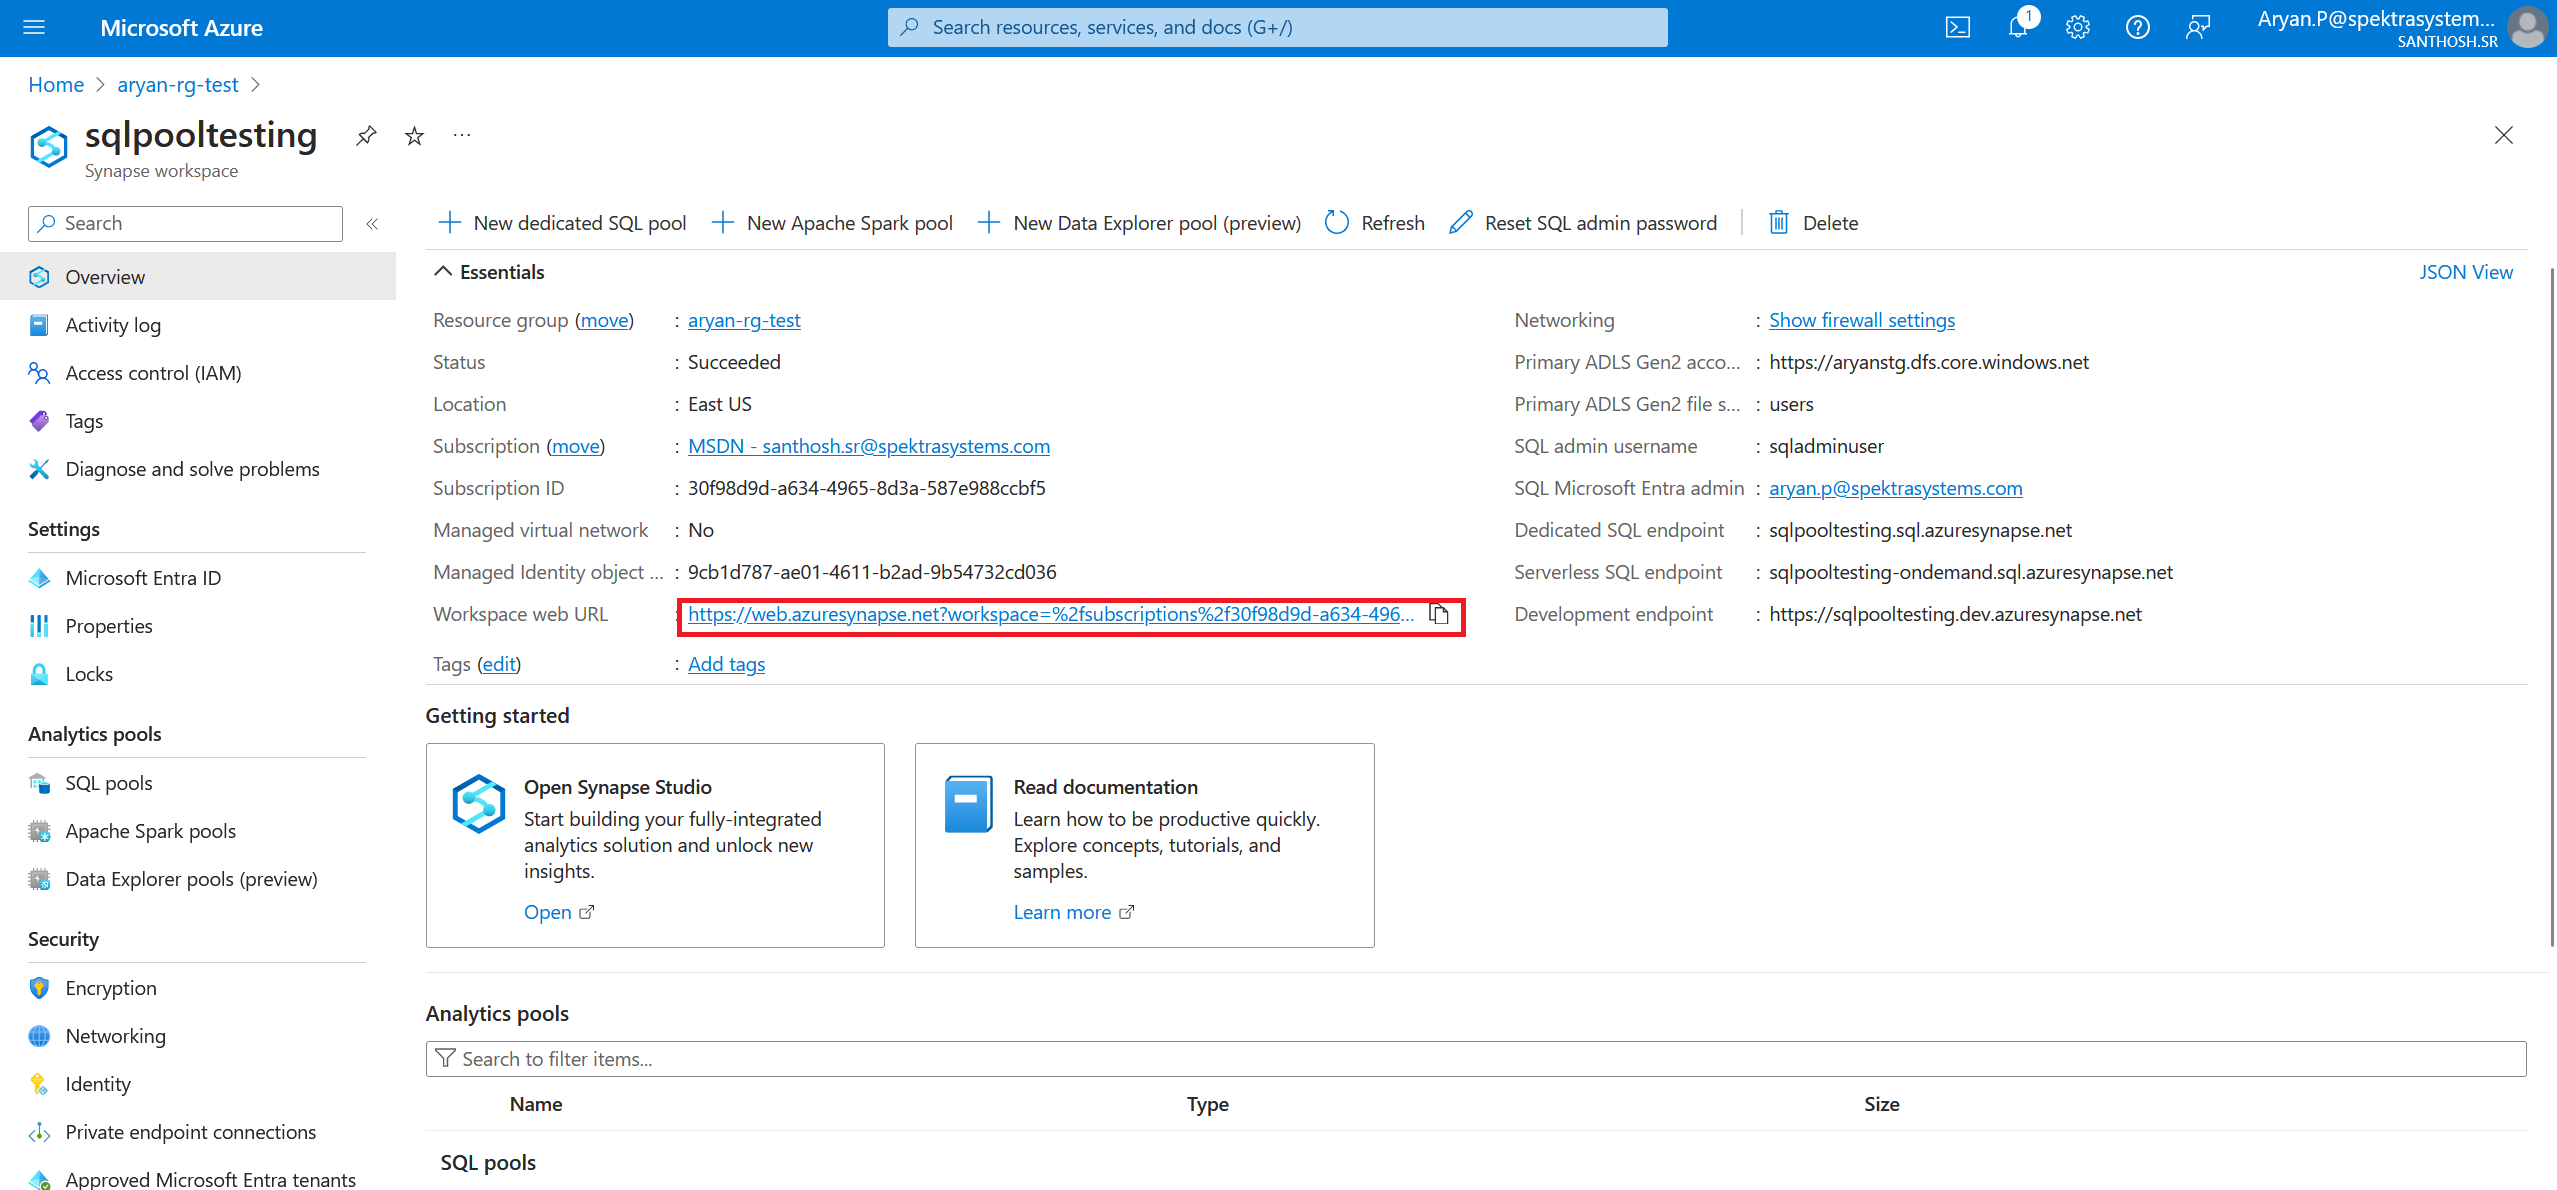 Microsoft Azure
Search resources, services, and docs (G+/)
1
Aryan.P@spektrasystem...
SANTHOSH.SR
Home > aryan-rg-test >
sqlpooltesting
...
Synapse workspace
Search
«
Overview
Activity log
Access control (IAM)
Tags
Diagnose and solve problems
Settings
Microsoft Entra ID
Properties
Locks
Analytics pools
SQL pools
Apache Spark pools
Data Explorer pools (preview)
Security
Encryption
Networking
Identity
Private endpoint connections
Approved Microsoft Entra tenants
New dedicated SQL pool
New Apache Spark pool
New Data Explorer pool (preview)
Refresh
Reset SQL admin password
Delete
Essentials
JSON View
Resource group (move) : aryan-rg-test
Status : Succeeded
Location : East US
Subscription (move) : MSDN - santhosh.sr@spektrasystems.com
Subscription ID : 30f98d9d-a634-4965-8d3a-587e988ccbf5
Managed virtual network : No
Managed Identity object ... : 9cb1d787-ae01-4611-b2ad-9b54732cd036
Workspace web URL : https://web.azuresynapse.net?workspace=%2fsubscriptions%2f30f98d9d-a634-496...
Tags (edit) : Add tags
Networking : Show firewall settings
Primary ADLS Gen2 acco... : https://aryanstg.dfs.core.windows.net
Primary ADLS Gen2 file s... : users
SQL admin username : sqladminuser
SQL Microsoft Entra admin : aryan.p@spektrasystems.com
Dedicated SQL endpoint : sqlpooltesting.sql.azuresynapse.net
Serverless SQL endpoint : sqlpooltesting-ondemand.sql.azuresynapse.net
Development endpoint : https://sqlpooltesting.dev.azuresynapse.net
Getting started
Open Synapse Studio
Start building your fully-integrated
analytics solution and unlock new
insights.
Open
Read documentation
Learn how to be productive quickly.
Explore concepts, tutorials, and
samples.
Learn more
Analytics pools
Search to filter items...
Name Type Size
SQL pools